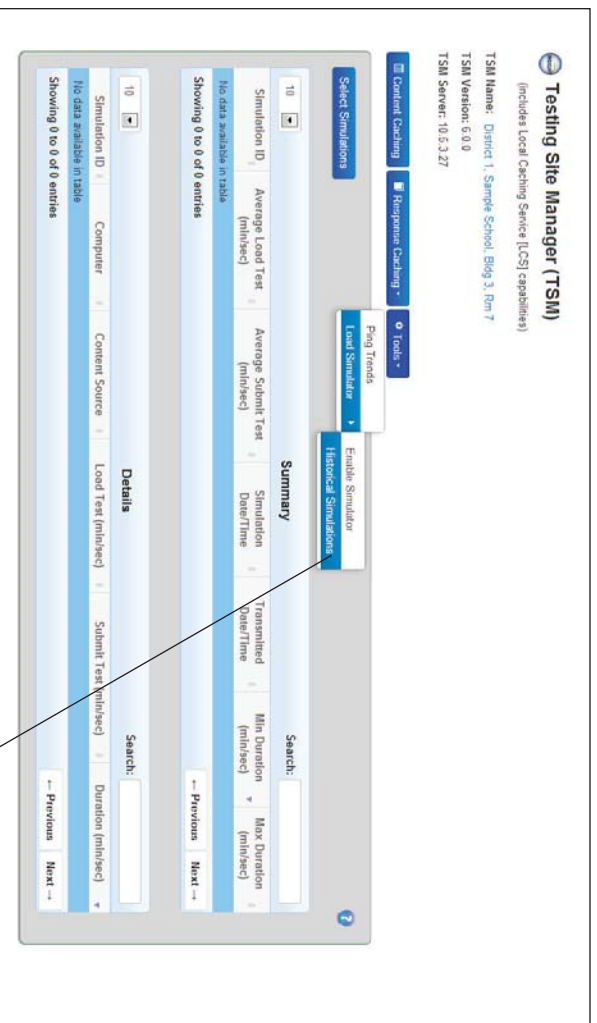 Testing Site Manager (TSM)
(includes Local Caching Service [LCS] capabilities)
TSM Name: District 1, Sample School, Bldg 3, Rm 7
TSM Version: 6.0.0
TSM Server: 10.5.3.27
Content Caching Response Caching Tools
Ping Trends
Load Simulator
Enable Simulator
Historical Simulations
Select Simulations
Summary
10 Search:
Simulation ID Average Load Test (min/sec) Average Submit Test (min/sec) Simulation Date/Time Transmitted Date/Time Min Duration (min/sec) Max Duration (min/sec)
No data available in table
Showing 0 to 0 of 0 entries ← Previous Next →
Details
10 Search:
Simulation ID Computer Content Source Load Test (min/sec) Submit Test (min/sec) Duration (min/sec)
No data available in table
Showing 0 to 0 of 0 entries ← Previous Next →